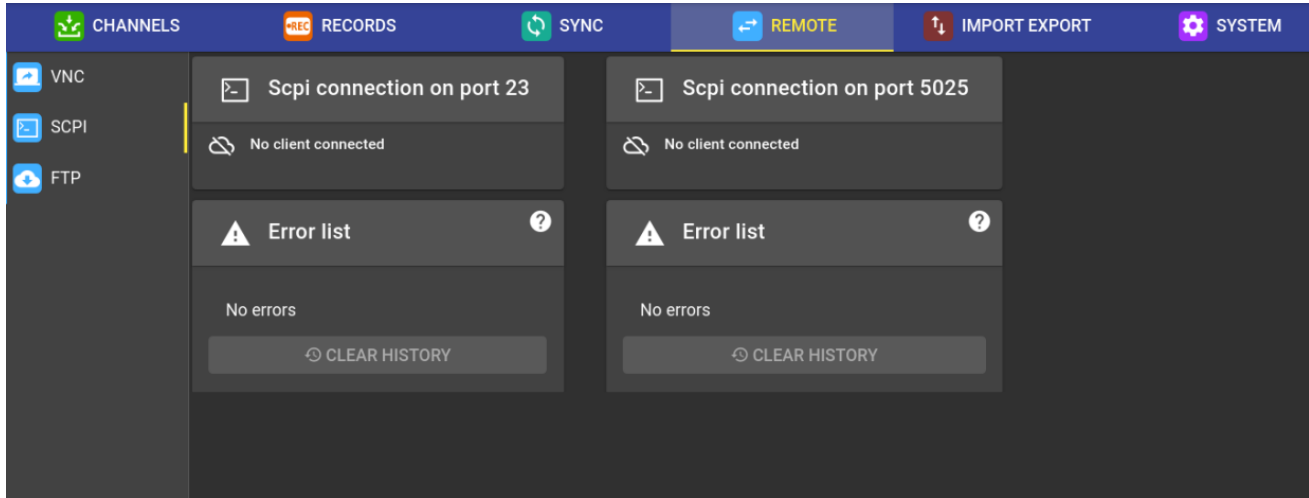 CHANNELS
REC RECORDS
SYNC
REMOTE
IMPORT EXPORT
SYSTEM
VNC
SCPI
FTP
Scpi connection on port 23
No client connected
Scpi connection on port 5025
No client connected
Error list
?
No errors
CLEAR HISTORY
Error list
?
No errors
CLEAR HISTORY